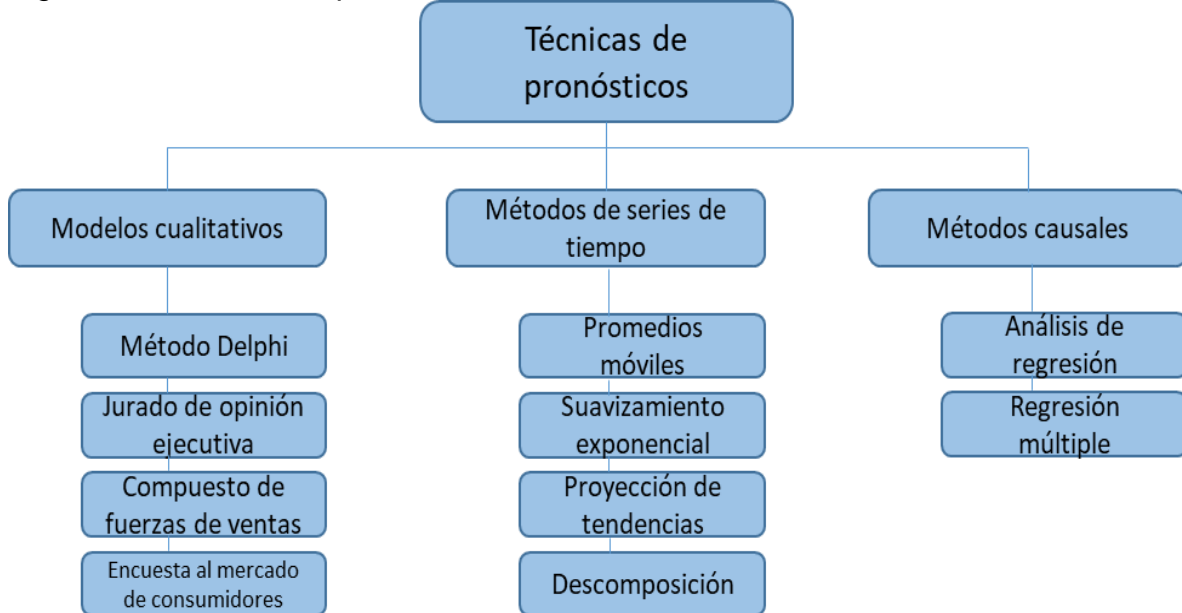 Técnicas de
pronósticos
Modelos cualitativos
Métodos de series de
tiempo
Métodos causales
Método Delphi
Jurado de opinión
ejecutiva
Compuesto de
fuerzas de ventas
Encuesta al mercado
de consumidores
Promedios
móviles
Suavizamiento
exponencial
Proyección de
tendencias
Descomposición
Análisis de
regresión
Regresión
múltiple